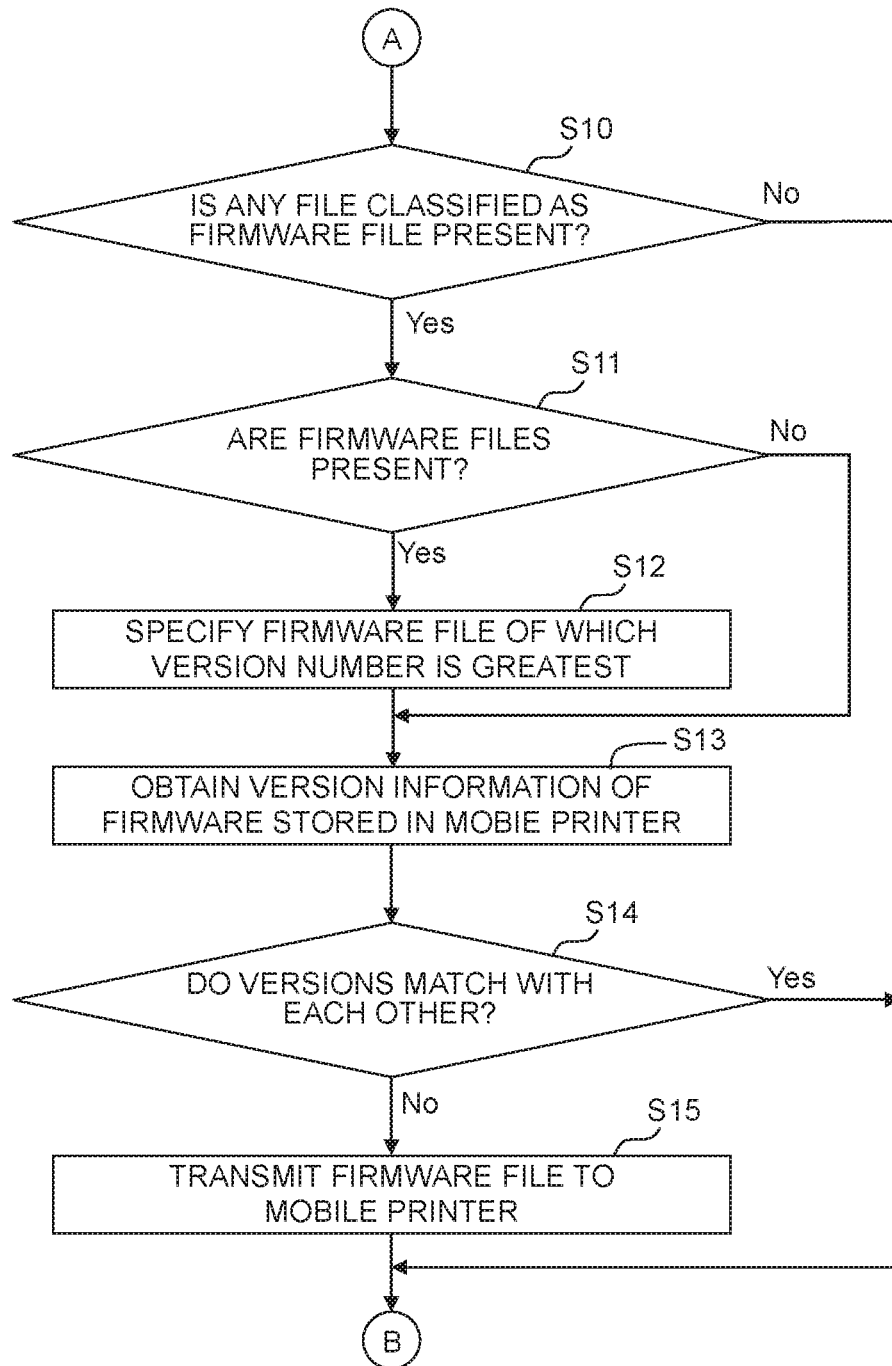 A
S10
IS ANY FILE CLASSIFIED AS
FIRMWARE FILE PRESENT?
No
Yes
S11
ARE FIRMWARE FILES
PRESENT?
No
Yes
S12
SPECIFY FIRMWARE FILE OF WHICH
VERSION NUMBER IS GREATEST
S13
OBTAIN VERSION INFORMATION OF
FIRMWARE STORED IN MOBIE PRINTER
S14
DO VERSIONS MATCH WITH
EACH OTHER?
Yes
No
S15
TRANSMIT FIRMWARE FILE TO
MOBILE PRINTER
B